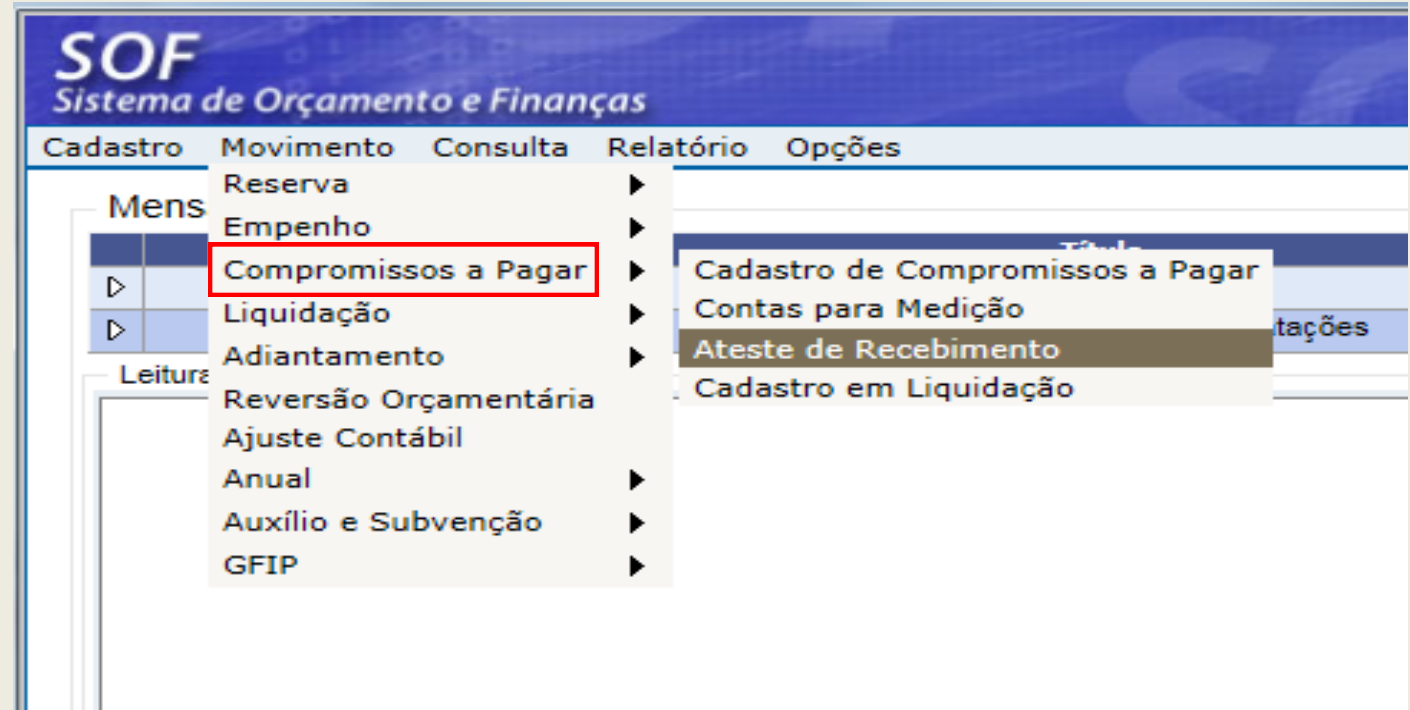 SOF
Sistema de Orçamento e Finanças
Cadastro Movimento Consulta Relatório Opções
Mens
Reserva
Empenho
Compromissos a Pagar
Liquidação
Adiantamento
Reversão Orçamentária
Ajuste Contábil
Anual
Auxílio e Subvenção
GFIP
Título
Cadastro de Compromissos a Pagar
Contas para Medição
Ateste de Recebimento
Cadastro em Liquidação
tações
Leitura